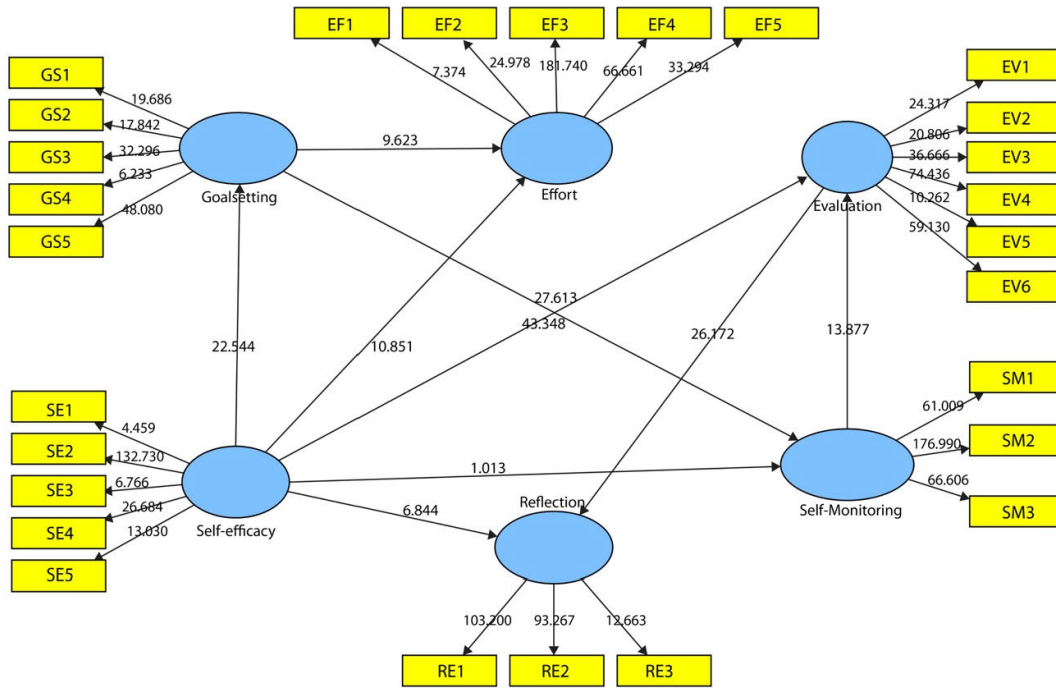 EF1
EF2
EF3
EF4
EF5
7.374
24.978
181.740
66.661
33.294
GS1
GS2
GS3
GS4
GS5
19.686
17.842
32.296
6.233
48.080
Goalsetting
9.623
Effort
EV1
EV2
EV3
EV4
EV5
EV6
24.317
20.806
36.666
74.436
10.262
59.130
Evaluation
22.544
10.851
27.613
43.348
26.172
13.877
SE1
SE2
SE3
SE4
SE5
4.459
132.730
6.766
26.684
13.030
Self-efficacy
1.013
6.844
Reflection
Self-Monitoring
SM1
SM2
SM3
61.009
176.990
66.606
103.200
93.267
12.663
RE1
RE2
RE3